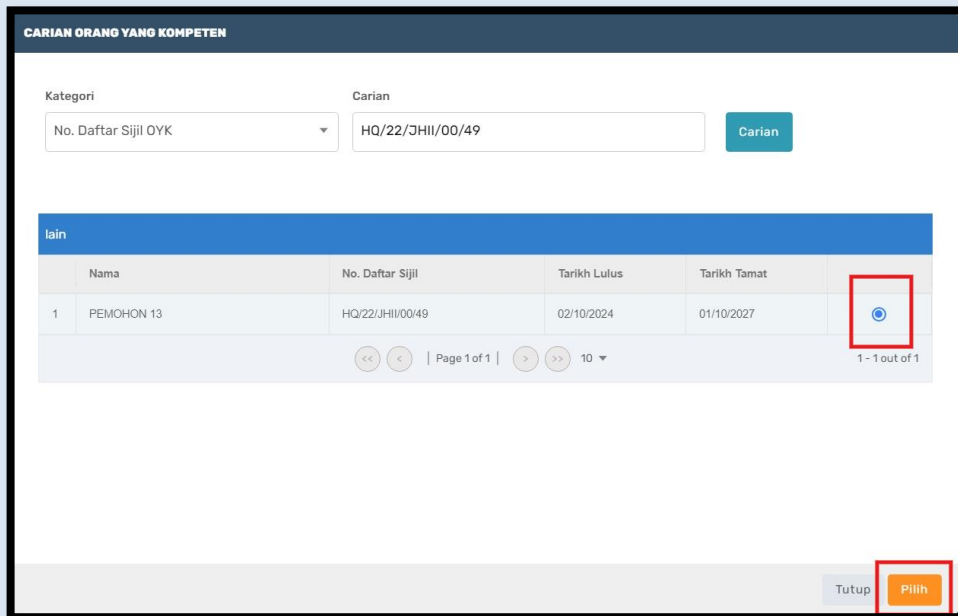 CARIAN ORANG YANG KOMPETEN
Kategori Carian
No. Daftar Sijil OYK HQ/22/JHII/00/49 Carian
lain
Nama No. Daftar Sijil Tarikh Lulus Tarikh Tamat
1 PEMOHON 13 HQ/22/JHII/00/49 02/10/2024 01/10/2027
<< < | Page 1 of 1 | > >> 10 1 - 1 out of 1
Tutup Pilih